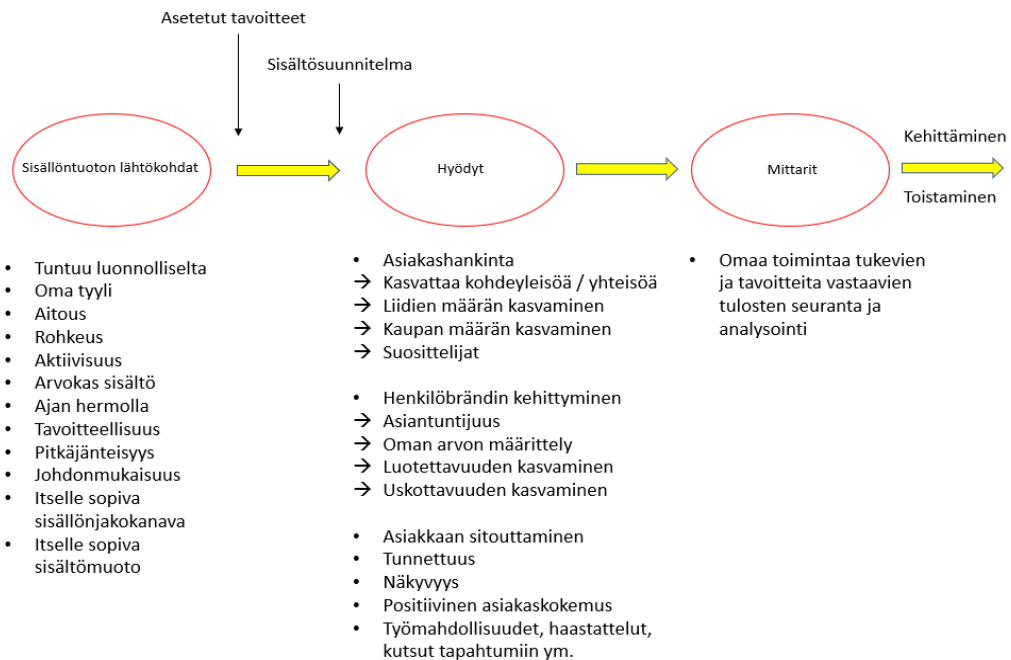 Asetetut tavoitteet
Sisältösuunnitelma
Sisällöntuoton lähtökohdat
Hyödyt
Mittarit
Kehittäminen
Toistaminen
• Tuntuu luonnolliselta
• Oma tyyli
• Aitous
• Rohkeus
• Aktiivisuus
• Arvokas sisältö
• Ajan hermolla
• Tavoitteellisuus
• Pitkäjänteisyys
• Johdonmukaisuus
• Itselle sopiva
sisällönjakokanava
• Itselle sopiva
sisältömuoto
• Asiakashankinta
→ Kasvattaa kohdeyleisöä / yhteisöä
→ Liidien määrän kasvaminen
→ Kaupan määrän kasvaminen
→ Suosittelijat
• Henkilöbrändin kehittyminen
→ Asiantuntijuus
→ Oman arvon määrittely
→ Luotettavuuden kasvaminen
→ Uskottavuuden kasvaminen
• Asiakkaan sitouttaminen
• Tunnettuus
• Näkyvyys
• Positiivinen asiakaskokemus
• Työmahdollisuudet, haastattelut,
kutsut tapahtumiin ym.
• Omaa toimintaa tukevien
ja tavoitteita vastaavien
tulosten seuranta ja
analysointi